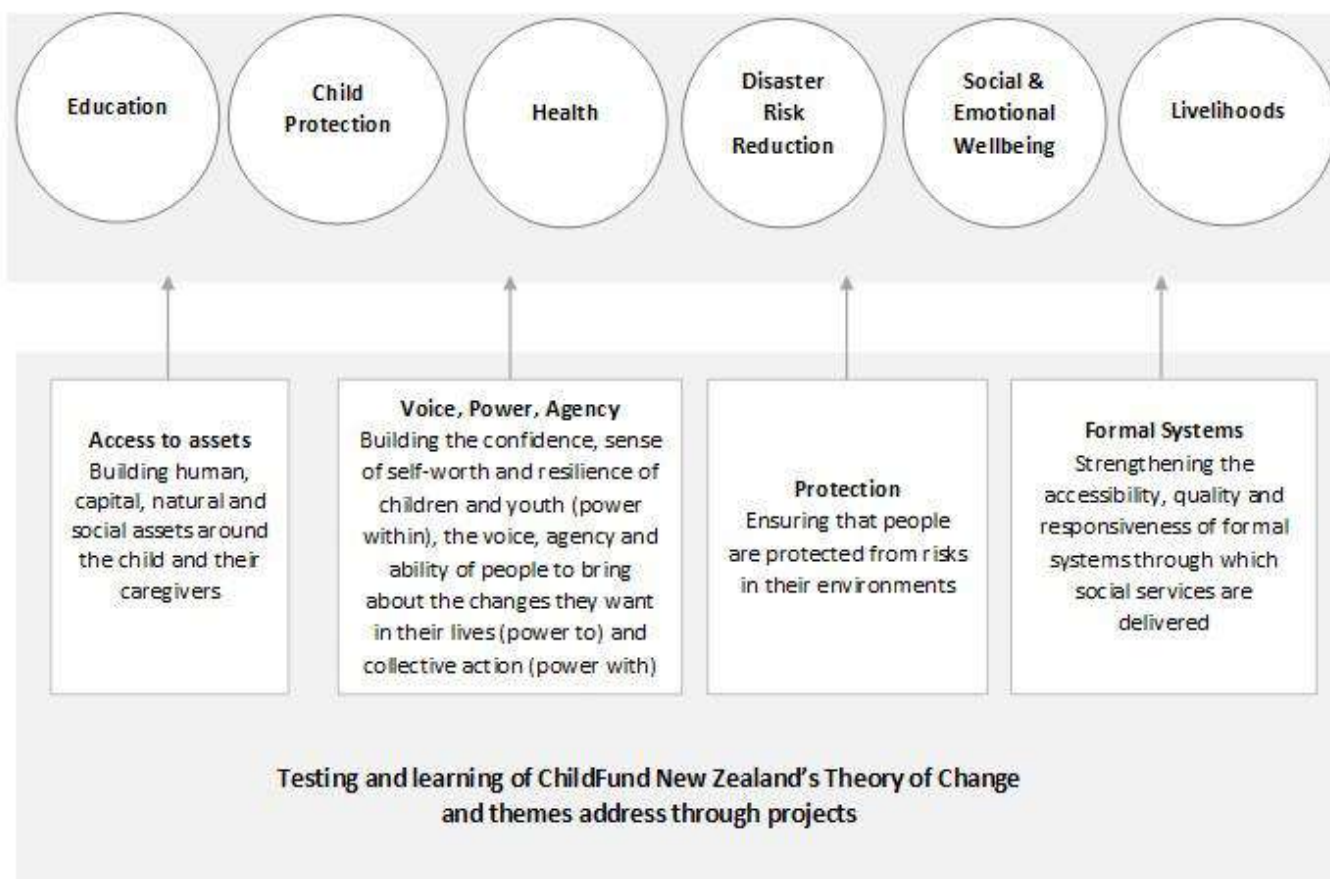 Education
Child
Protection
Health
Disaster
Risk
Reduction
Social &
Emotional
Wellbeing
Livelihoods
Access to assets
Building human,
capital, natural and
social assets around
the child and their
caregivers
Voice, Power, Agency
Building the confidence, sense
of self-worth and resilience of
children and youth (power
within), the voice, agency and
ability of people to bring
about the changes they want
in their lives (power to) and
collective action (power with)
Protection
Ensuring that people
are protected from risks
in their environments
Formal Systems
Strengthening the
accessibility, quality and
responsiveness of formal
systems through which
social services are
delivered
Testing and learning of ChildFund New Zealand's Theory of Change
and themes address through projects